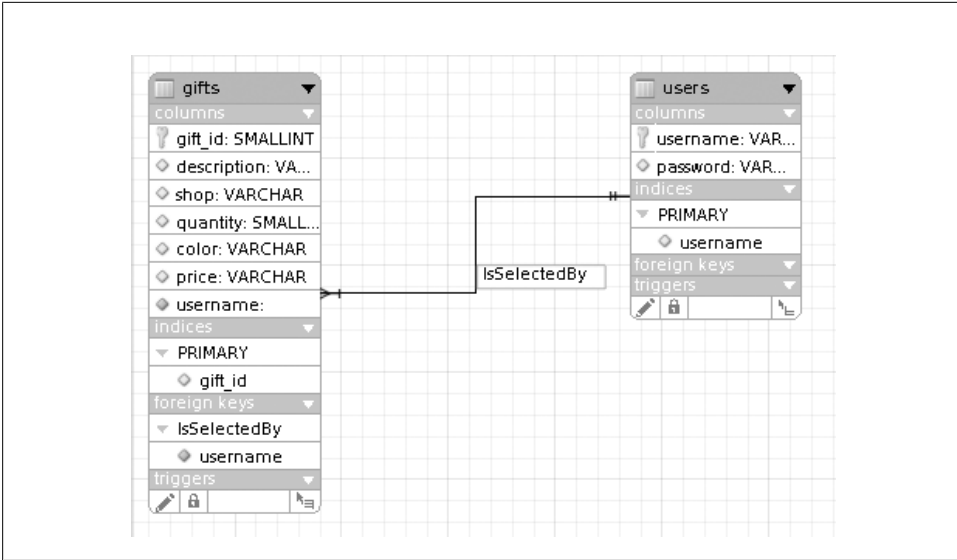 gifts
columns
gift_id: SMALLINT
description: VA...
shop: VARCHAR
quantity: SMALL...
color: VARCHAR
price: VARCHAR
username:
indices
PRIMARY
gift_id
foreign keys
IsSelectedBy
username
triggers
IsSelectedBy
users
columns
username: VAR...
password: VAR...
indices
PRIMARY
username
foreign keys
triggers